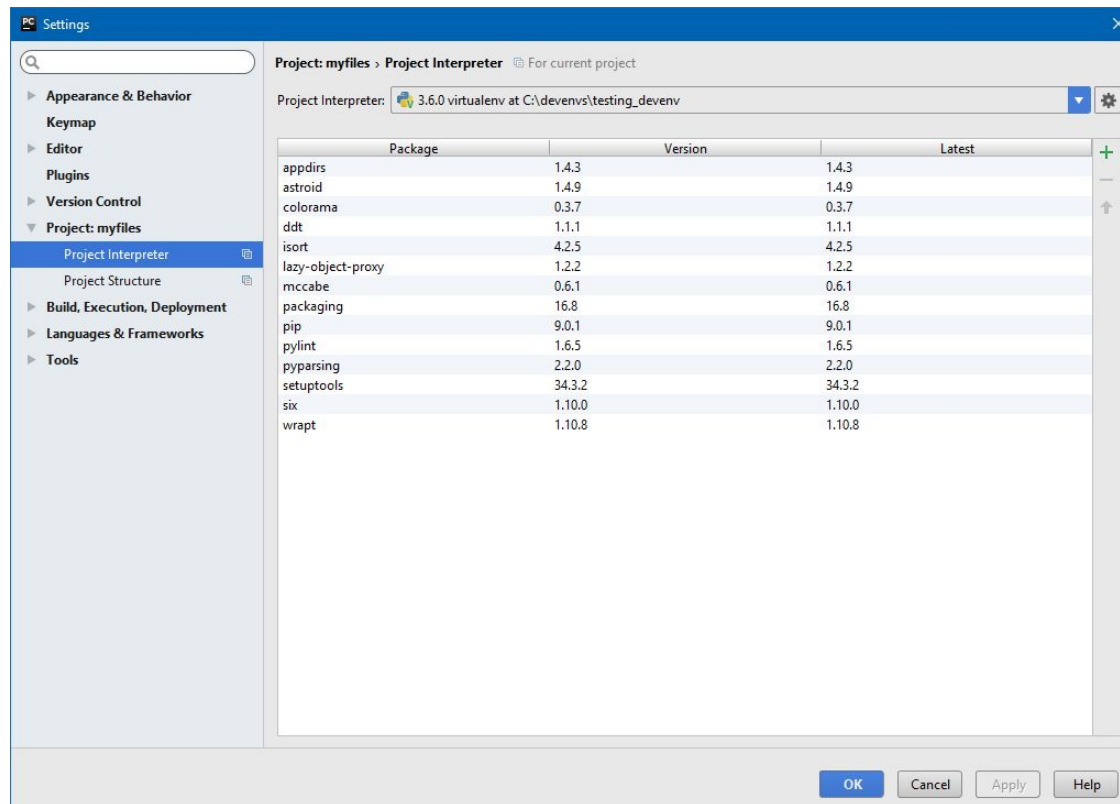 PC Settings
Project: myfiles › Project Interpreter For current project
Appearance & Behavior
Keymap
Editor
Plugins
Version Control
Project: myfiles
Project Interpreter
Project Structure
Build, Execution, Deployment
Languages & Frameworks
Tools
Project Interpreter: 3.6.0 virtualenv at C:\devenvs\testing_devenv
Package Version Latest
appdirs 1.4.3 1.4.3
astroid 1.4.9 1.4.9
colorama 0.3.7 0.3.7
ddt 1.1.1 1.1.1
isort 4.2.5 4.2.5
lazy-object-proxy 1.2.2 1.2.2
mccabe 0.6.1 0.6.1
packaging 16.8 16.8
pip 9.0.1 9.0.1
pylint 1.6.5 1.6.5
pyparsing 2.2.0 2.2.0
setuptools 34.3.2 34.3.2
six 1.10.0 1.10.0
wrapt 1.10.8 1.10.8
OK Cancel Apply Help